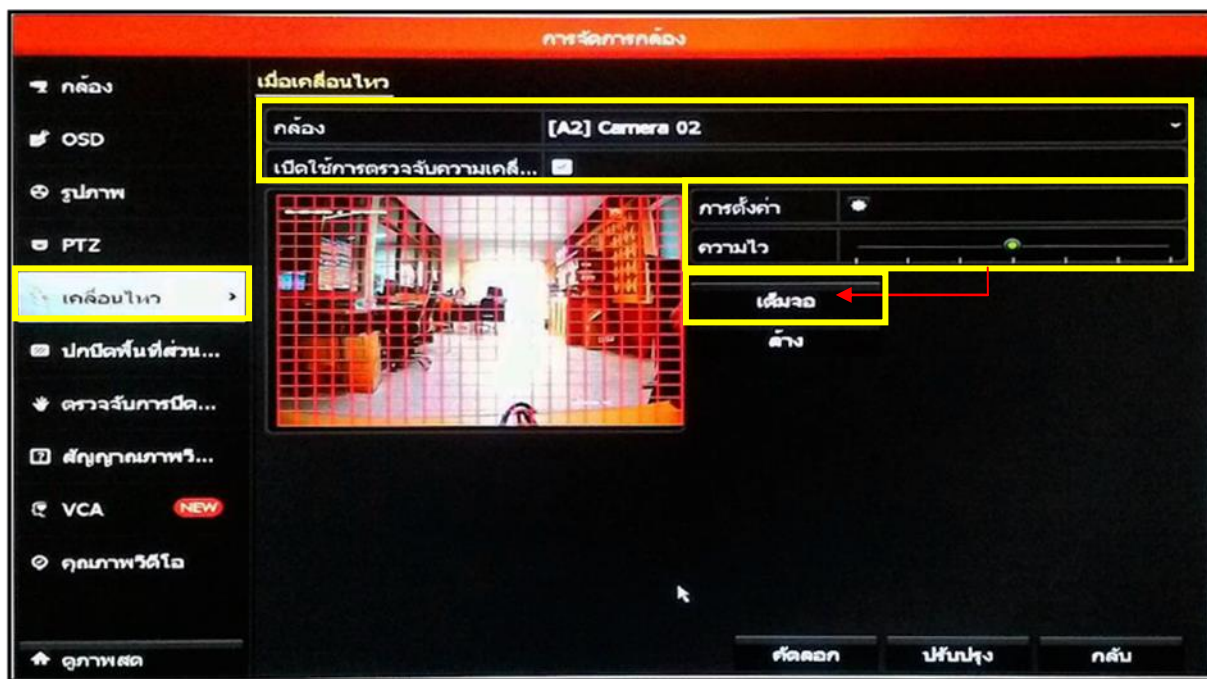 การจัดการกล้อง
กล้อง
OSD
รูปภาพ
PTZ
เคลื่อนไหว
ปกปิดพื้นที่ส่วน...
ตรวจจับการปิด...
สัญญาณภาพวิ...
VCA NEW
คุณภาพวิดีโอ
ดูภาพสด
เมื่อเคลื่อนไหว
กล้อง [A2] Camera 02
เปิดใช้การตรวจจับความเคลื่...
การตั้งค่า
ความไว
เต็มจอ
ล้าง
คัดลอก ปรับปรุง กลับ